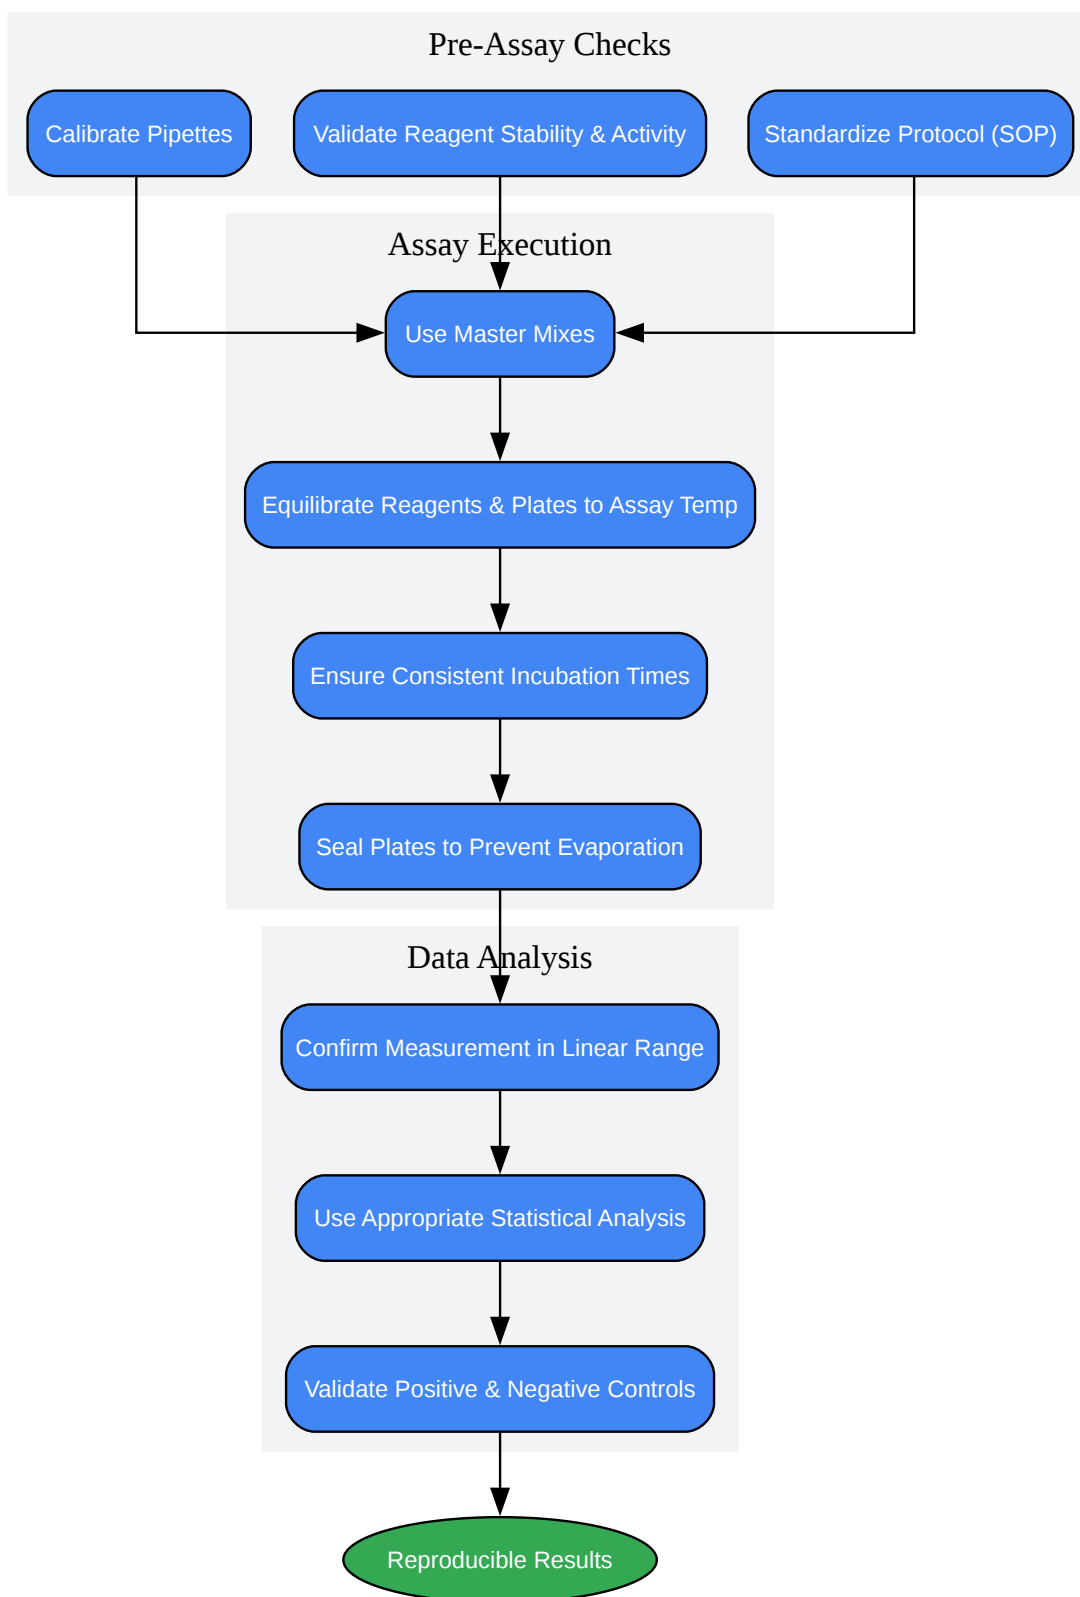 Pre-Assay Checks
Calibrate Pipettes
Validate Reagent Stability & Activity
Standardize Protocol (SOP)
Assay Execution
Use Master Mixes
Equilibrate Reagents & Plates to Assay Temp
Ensure Consistent Incubation Times
Seal Plates to Prevent Evaporation
Data Analysis
Confirm Measurement in Linear Range
Use Appropriate Statistical Analysis
Validate Positive & Negative Controls
Reproducible Results